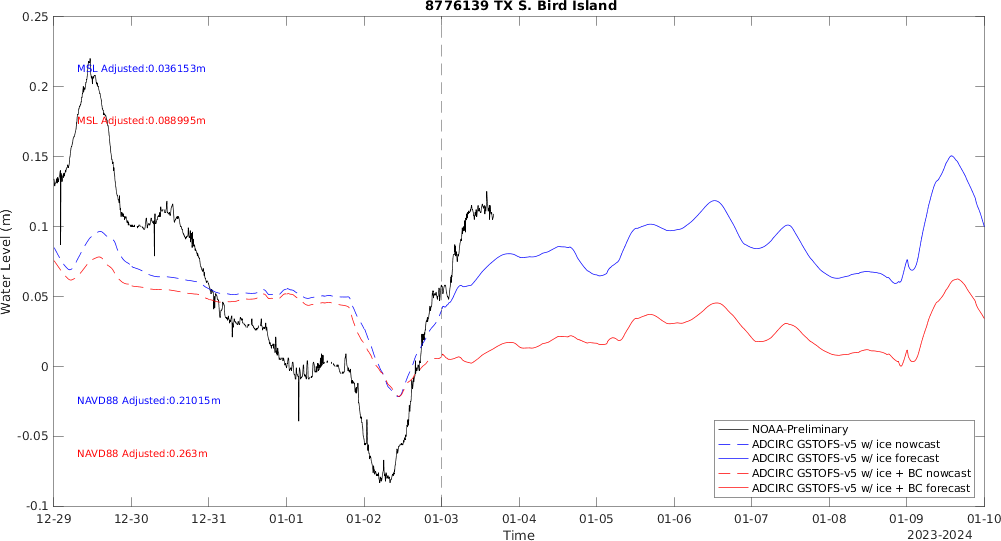 8776139 TX S. Bird Island
0.25
0.2
0.15
0.1
0.05
0
-0.05
-0.1
Water Level (m)
MSL Adjusted:0.036153m
MSL Adjusted:0.088995m
NAVD88 Adjusted:0.21015m
NAVD88 Adjusted:0.263m
NOAA-Preliminary
ADCIRC GSTOFS-v5 w/ ice nowcast
ADCIRC GSTOFS-v5 w/ ice forecast
ADCIRC GSTOFS-v5 w/ ice + BC nowcast
ADCIRC GSTOFS-v5 w/ ice + BC forecast
12-29 12-30 12-31 01-01 01-02 01-03 01-04 01-05 01-06 01-07 01-08 01-09 01-10
Time
2023-2024